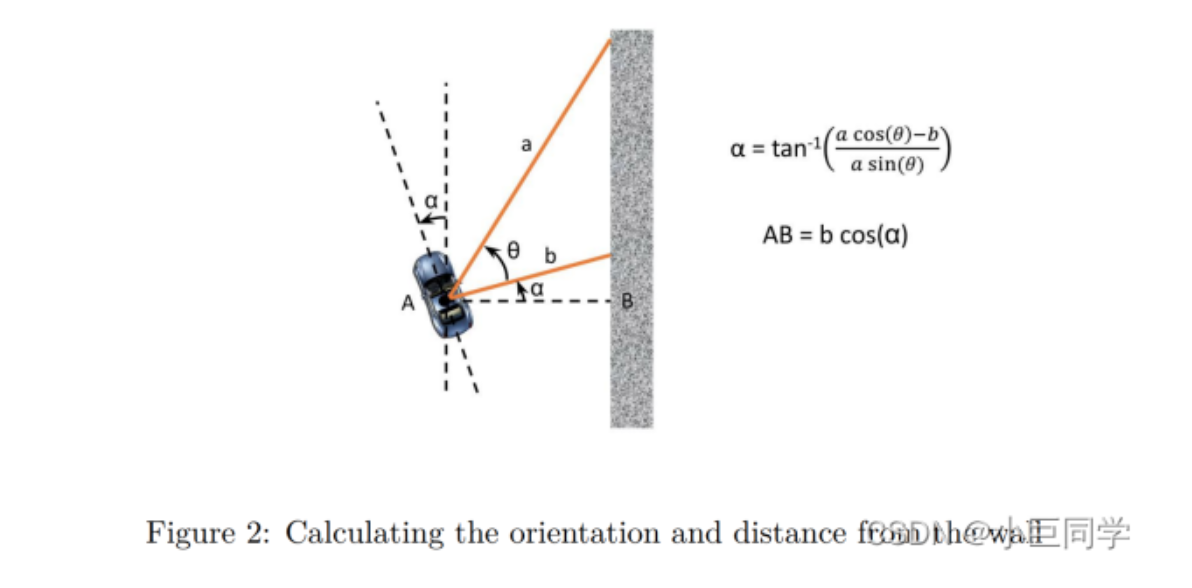 a
α = tan⁻¹(a cos(θ)−b / a sin(θ))
α
θ
b
AB = b cos(α)
α
A
B
Figure 2: Calculating the orientation and distance from the wall
CSDN @小巨同学